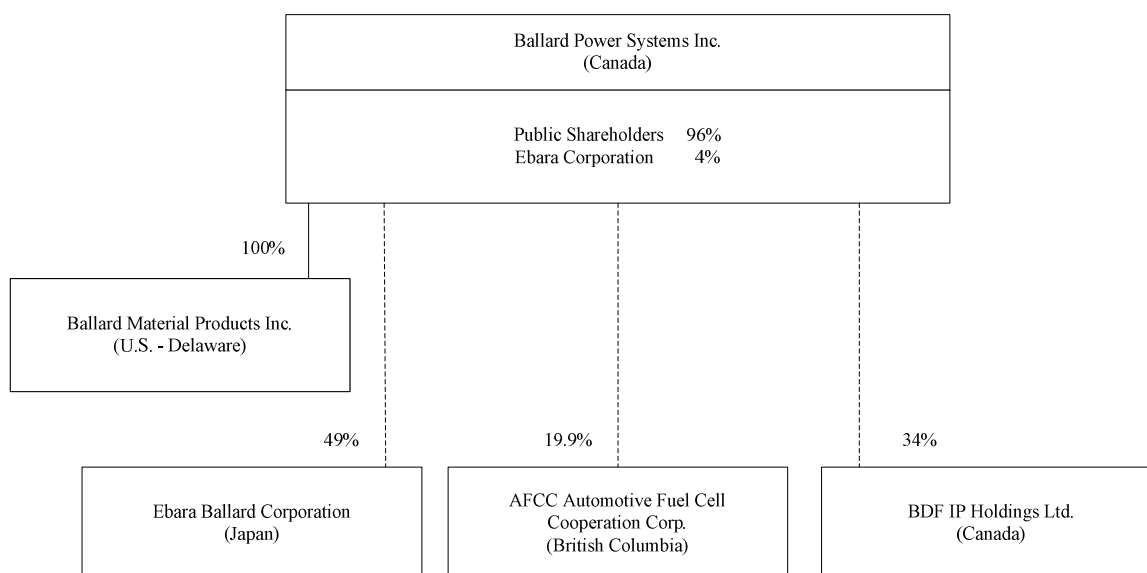 Ballard Power Systems Inc.
(Canada)
Public Shareholders 96%
Ebara Corporation 4%
100%
Ballard Material Products Inc.
(U.S. - Delaware)
49%
19.9%
34%
Ebara Ballard Corporation
(Japan)
AFCC Automotive Fuel Cell
Cooperation Corp.
(British Columbia)
BDF IP Holdings Ltd.
(Canada)